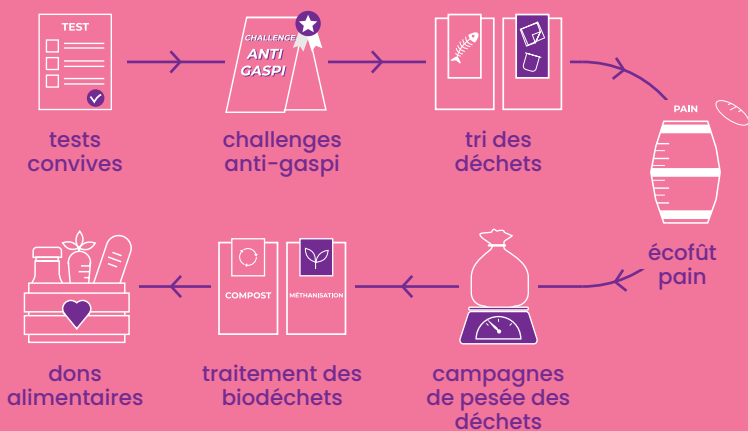 TEST
CHALLENGE
ANTI
GASPI
PAIN
tests
convives
challenges
anti-gaspi
tri des
déchets
écofût
pain
COMPOST
MÉTHANISATION
dons
alimentaires
traitement des
biodéchets
campagnes
de pesée des
déchets